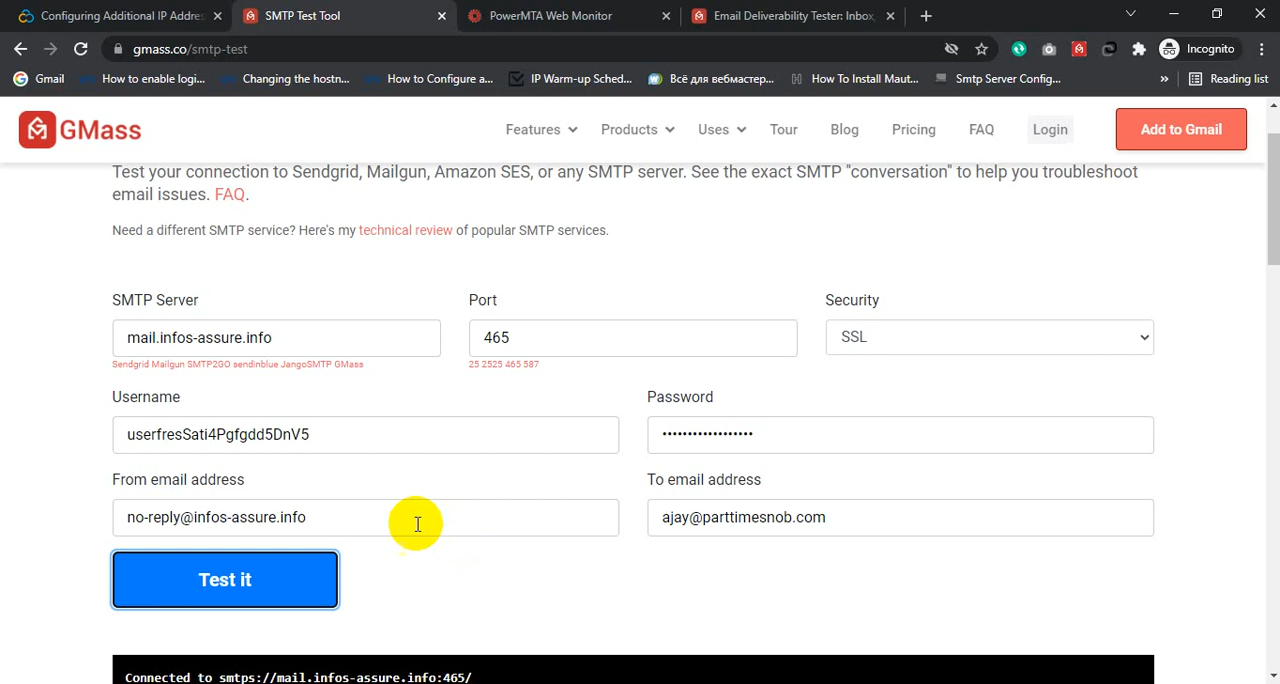 Configuring Additional IP Addres
SMTP Test Tool
PowerMTA Web Monitor
Email Deliverability Tester: Inbox,
gmass.co/smtp-test
Incognito
Gmail
How to enable logi...
Changing the hostn...
How to Configure a...
IP Warm-up Sched...
Всё для вебмастер...
How To Install Maut...
Smtp Server Config...
»
Reading list
GMass
Features
Products
Uses
Tour
Blog
Pricing
FAQ
Login
Add to Gmail
Test your connection to Sendgrid, Mailgun, Amazon SES, or any SMTP server. See the exact SMTP "conversation" to help you troubleshoot
email issues. FAQ.
Need a different SMTP service? Here's my technical review of popular SMTP services.
SMTP Server
Port
Security
mail.infos-assure.info
465
SSL
Sendgrid Mailgun SMTP2GO sendinblue JangoSMTP GMass
25 2525 465 587
Username
Password
userfresSati4Pgfgdd5DnV5
••••••••••••••••••
From email address
To email address
no-reply@infos-assure.info
ajay@parttimesnob.com
Test it
Connected to smtps://mail.infos-assure.info:465/